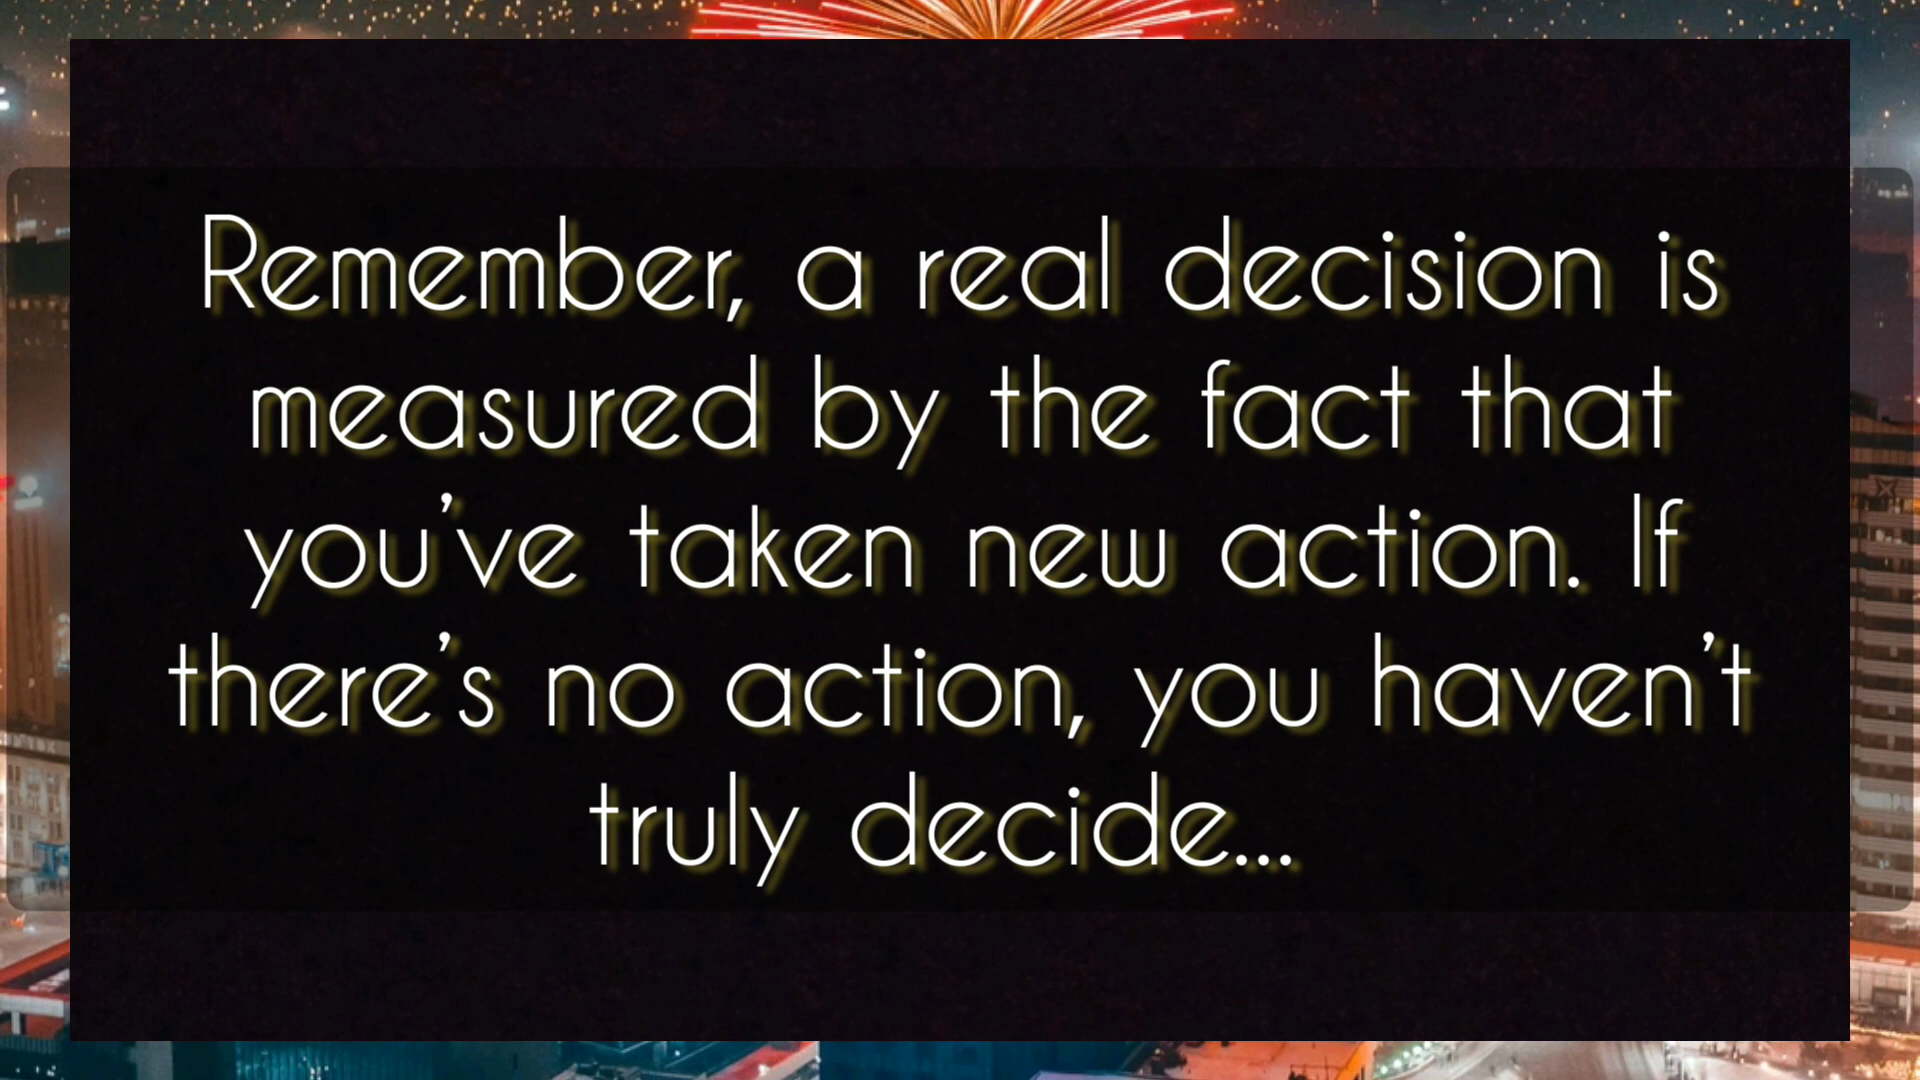 Remember, a real decision is
measured by the fact that
you've taken new action. If
there's no action, you haven't
truly decide...